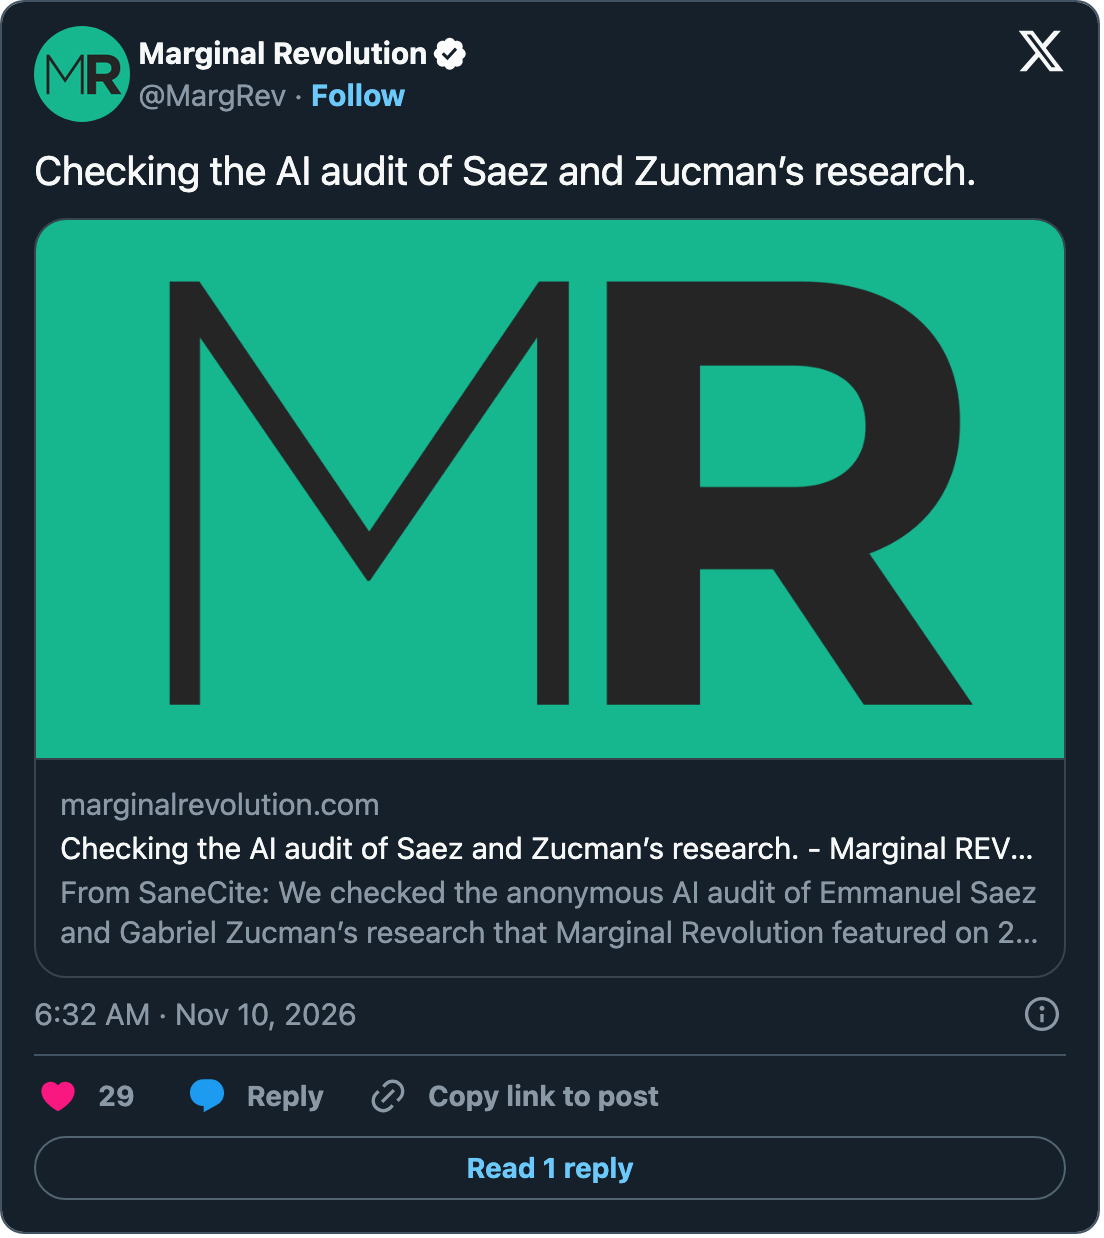 MR
Marginal Revolution
@MargRev · Follow
Checking the AI audit of Saez and Zucman’s research.
MR
marginalrevolution.com
Checking the AI audit of Saez and Zucman’s research. - Marginal REV...
From SaneCite: We checked the anonymous AI audit of Emmanuel Saez
and Gabriel Zucman’s research that Marginal Revolution featured on 2...
6:32 AM · Nov 10, 2026
29 Reply Copy link to post
Read 1 reply